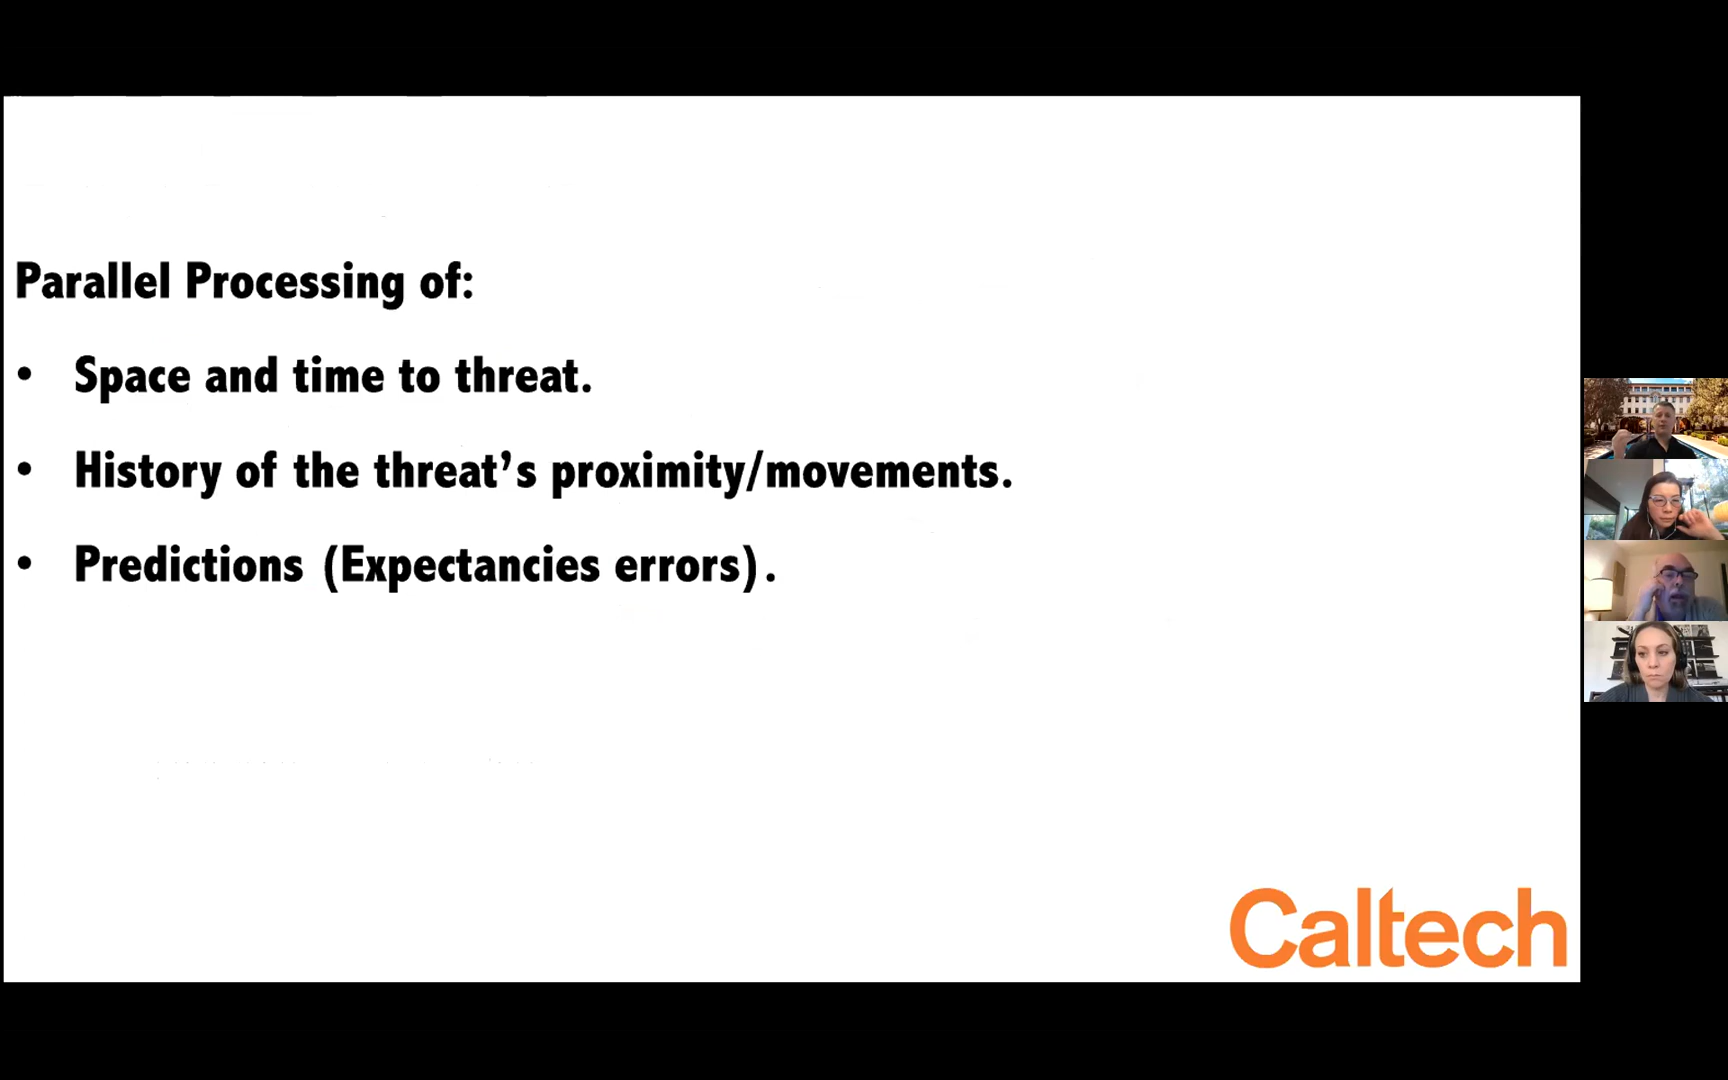 Parallel Processing of:
• Space and time to threat.
• History of the threat’s proximity/movements.
• Predictions (Expectancies errors).
Caltech